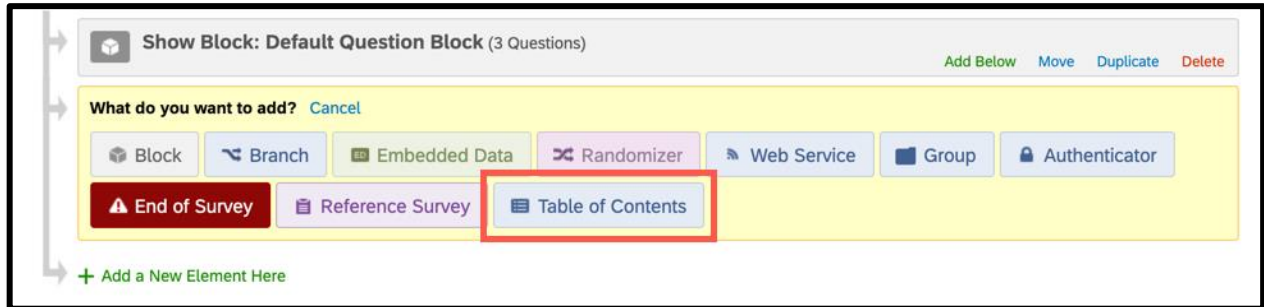 Show Block: Default Question Block (3 Questions)
Add Below Move Duplicate Delete
What do you want to add? Cancel
Block Branch ED Embedded Data Randomizer Web Service Group Authenticator
End of Survey Reference Survey Table of Contents
+ Add a New Element Here